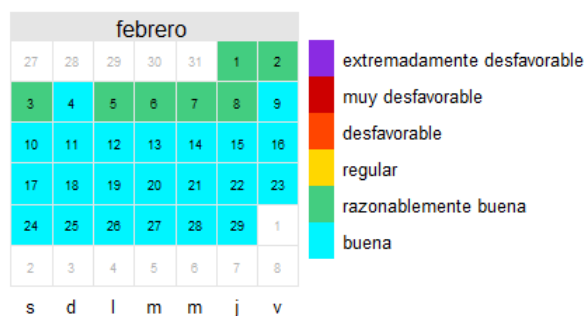 febrero
27 28 29 30 31 1 2
3 4 5 6 7 8 9
10 11 12 13 14 15 16
17 18 19 20 21 22 23
24 25 26 27 28 29 1
2 3 4 5 6 7 8
s d l m m j v
extremadamente desfavorable
muy desfavorable
desfavorable
regular
razonablemente buena
buena